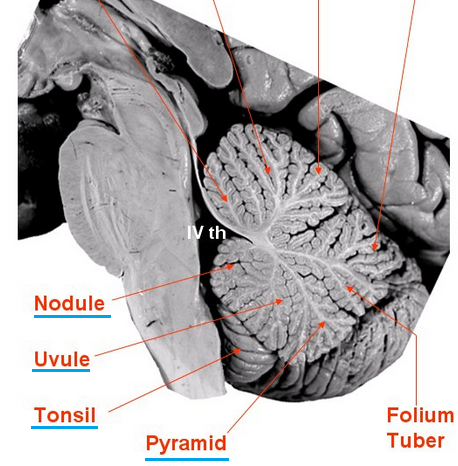 IV th
Nodule
Uvule
Tonsil
Pyramid
Folium
Tuber